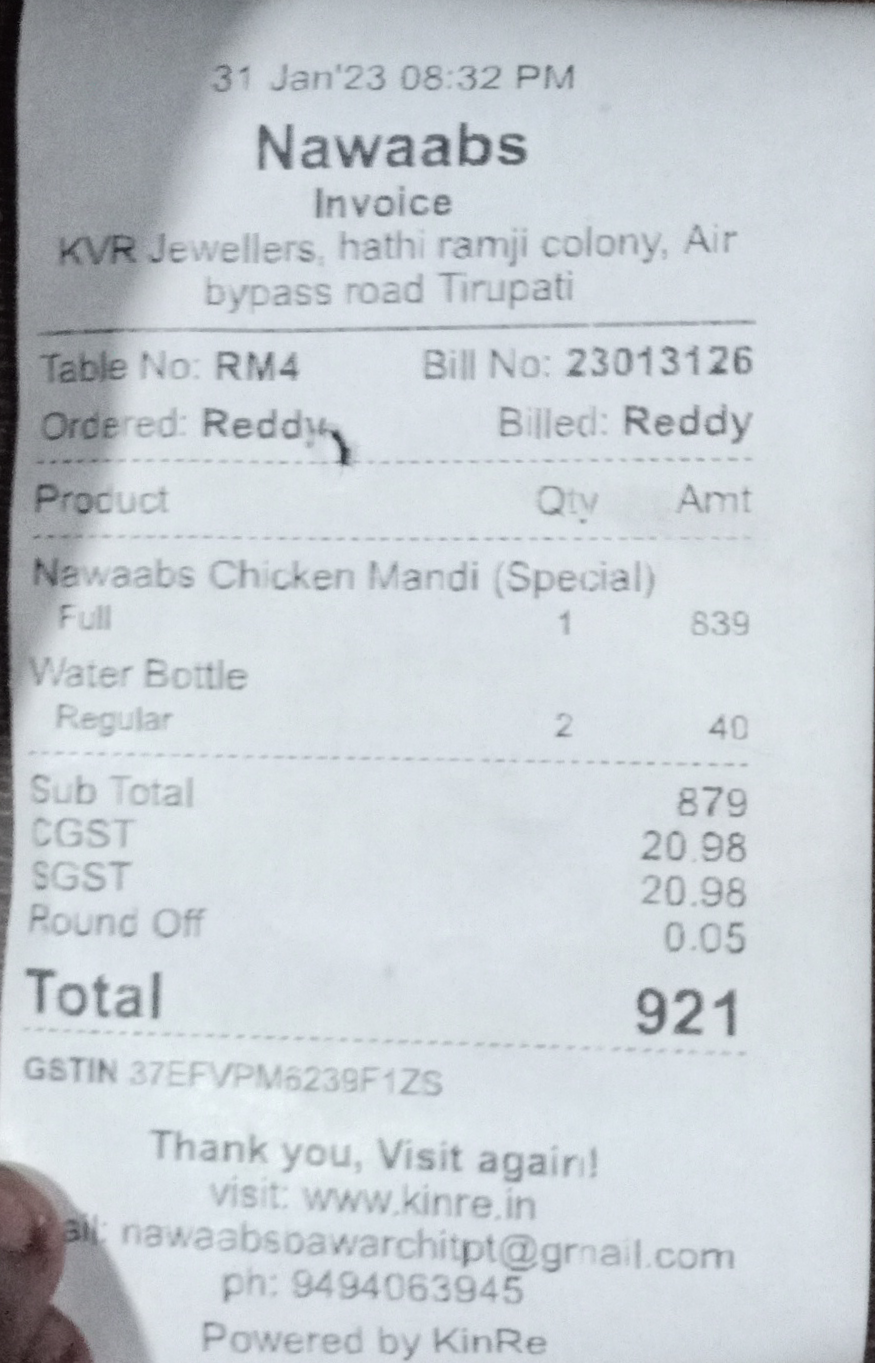 31 Jan'23 08:32 PM
Nawaabs
Invoice
KVR Jewellers, hathi ramji colony, Air
bypass road Tirupati
Table No: RM4 Bill No: 23013126
Ordered: Reddy Billed: Reddy
Product Qty Amt
Nawaabs Chicken Mandi (Special)
Full 1 839
Water Bottle
Regular 2 40
Sub Total 879
CGST 20.98
SGST 20.98
Round Off 0.05
Total 921
GSTIN 37EFVPM6239F1ZS
Thank you, Visit again!
visit: www.kinre.in
ail: nawaabsbawarchitpt@gmail.com
ph: 9494063945
Powered by KinRe